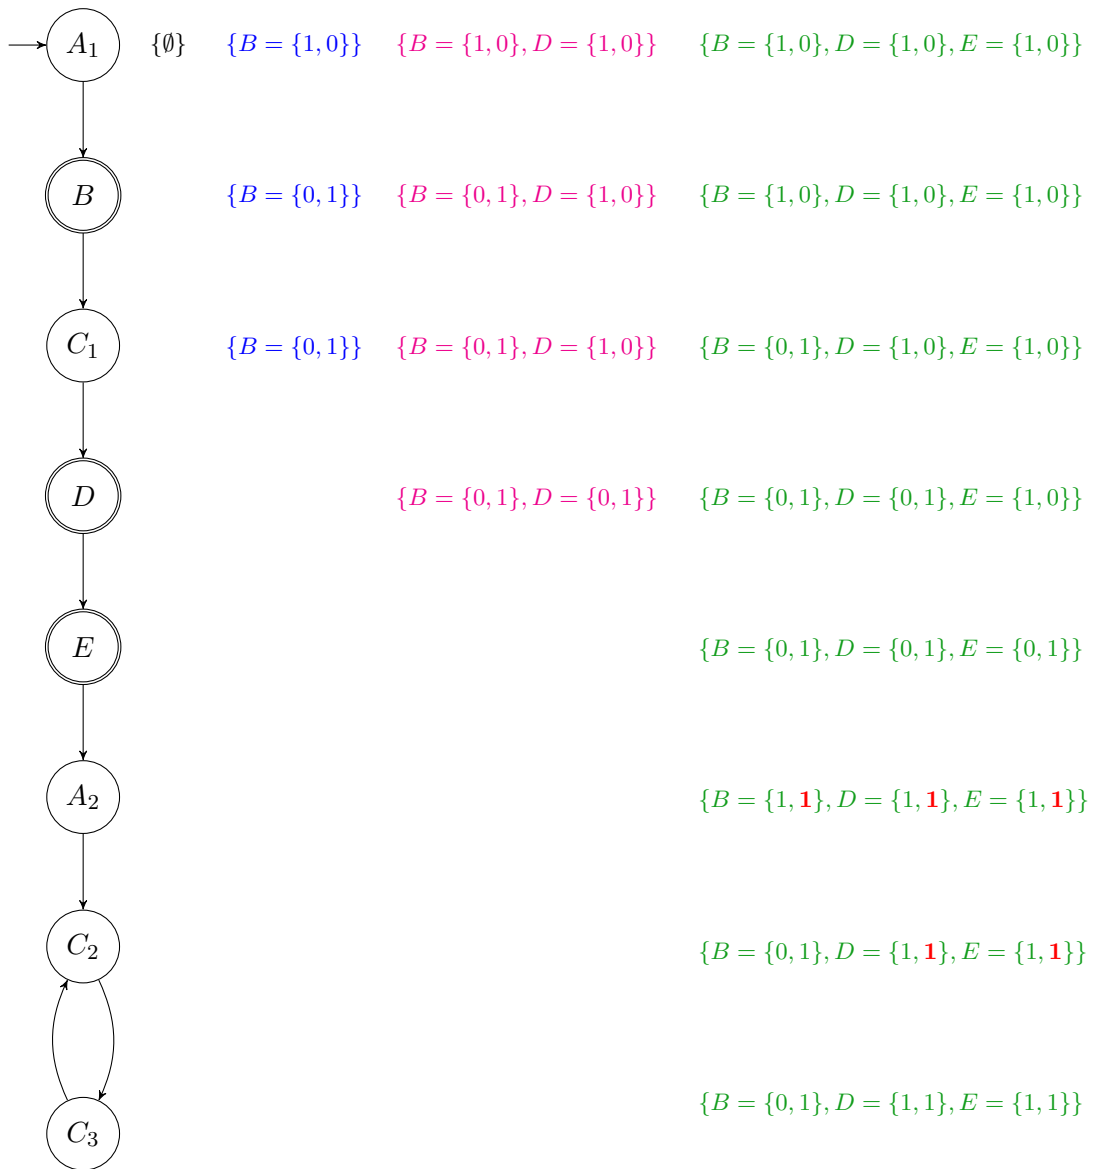 A₁ {∅} {B = {1, 0}} {B = {1, 0}, D = {1, 0}} {B = {1, 0}, D = {1, 0}, E = {1, 0}}
B {B = {0, 1}} {B = {0, 1}, D = {1, 0}} {B = {1, 0}, D = {1, 0}, E = {1, 0}}
C₁ {B = {0, 1}} {B = {0, 1}, D = {1, 0}} {B = {0, 1}, D = {1, 0}, E = {1, 0}}
D {B = {0, 1}, D = {0, 1}} {B = {0, 1}, D = {0, 1}, E = {1, 0}}
E {B = {0, 1}, D = {0, 1}, E = {0, 1}}
A₂ {B = {1, 1}, D = {1, 1}, E = {1, 1}}
C₂ {B = {0, 1}, D = {1, 1}, E = {1, 1}}
C₃ {B = {0, 1}, D = {1, 1}, E = {1, 1}}